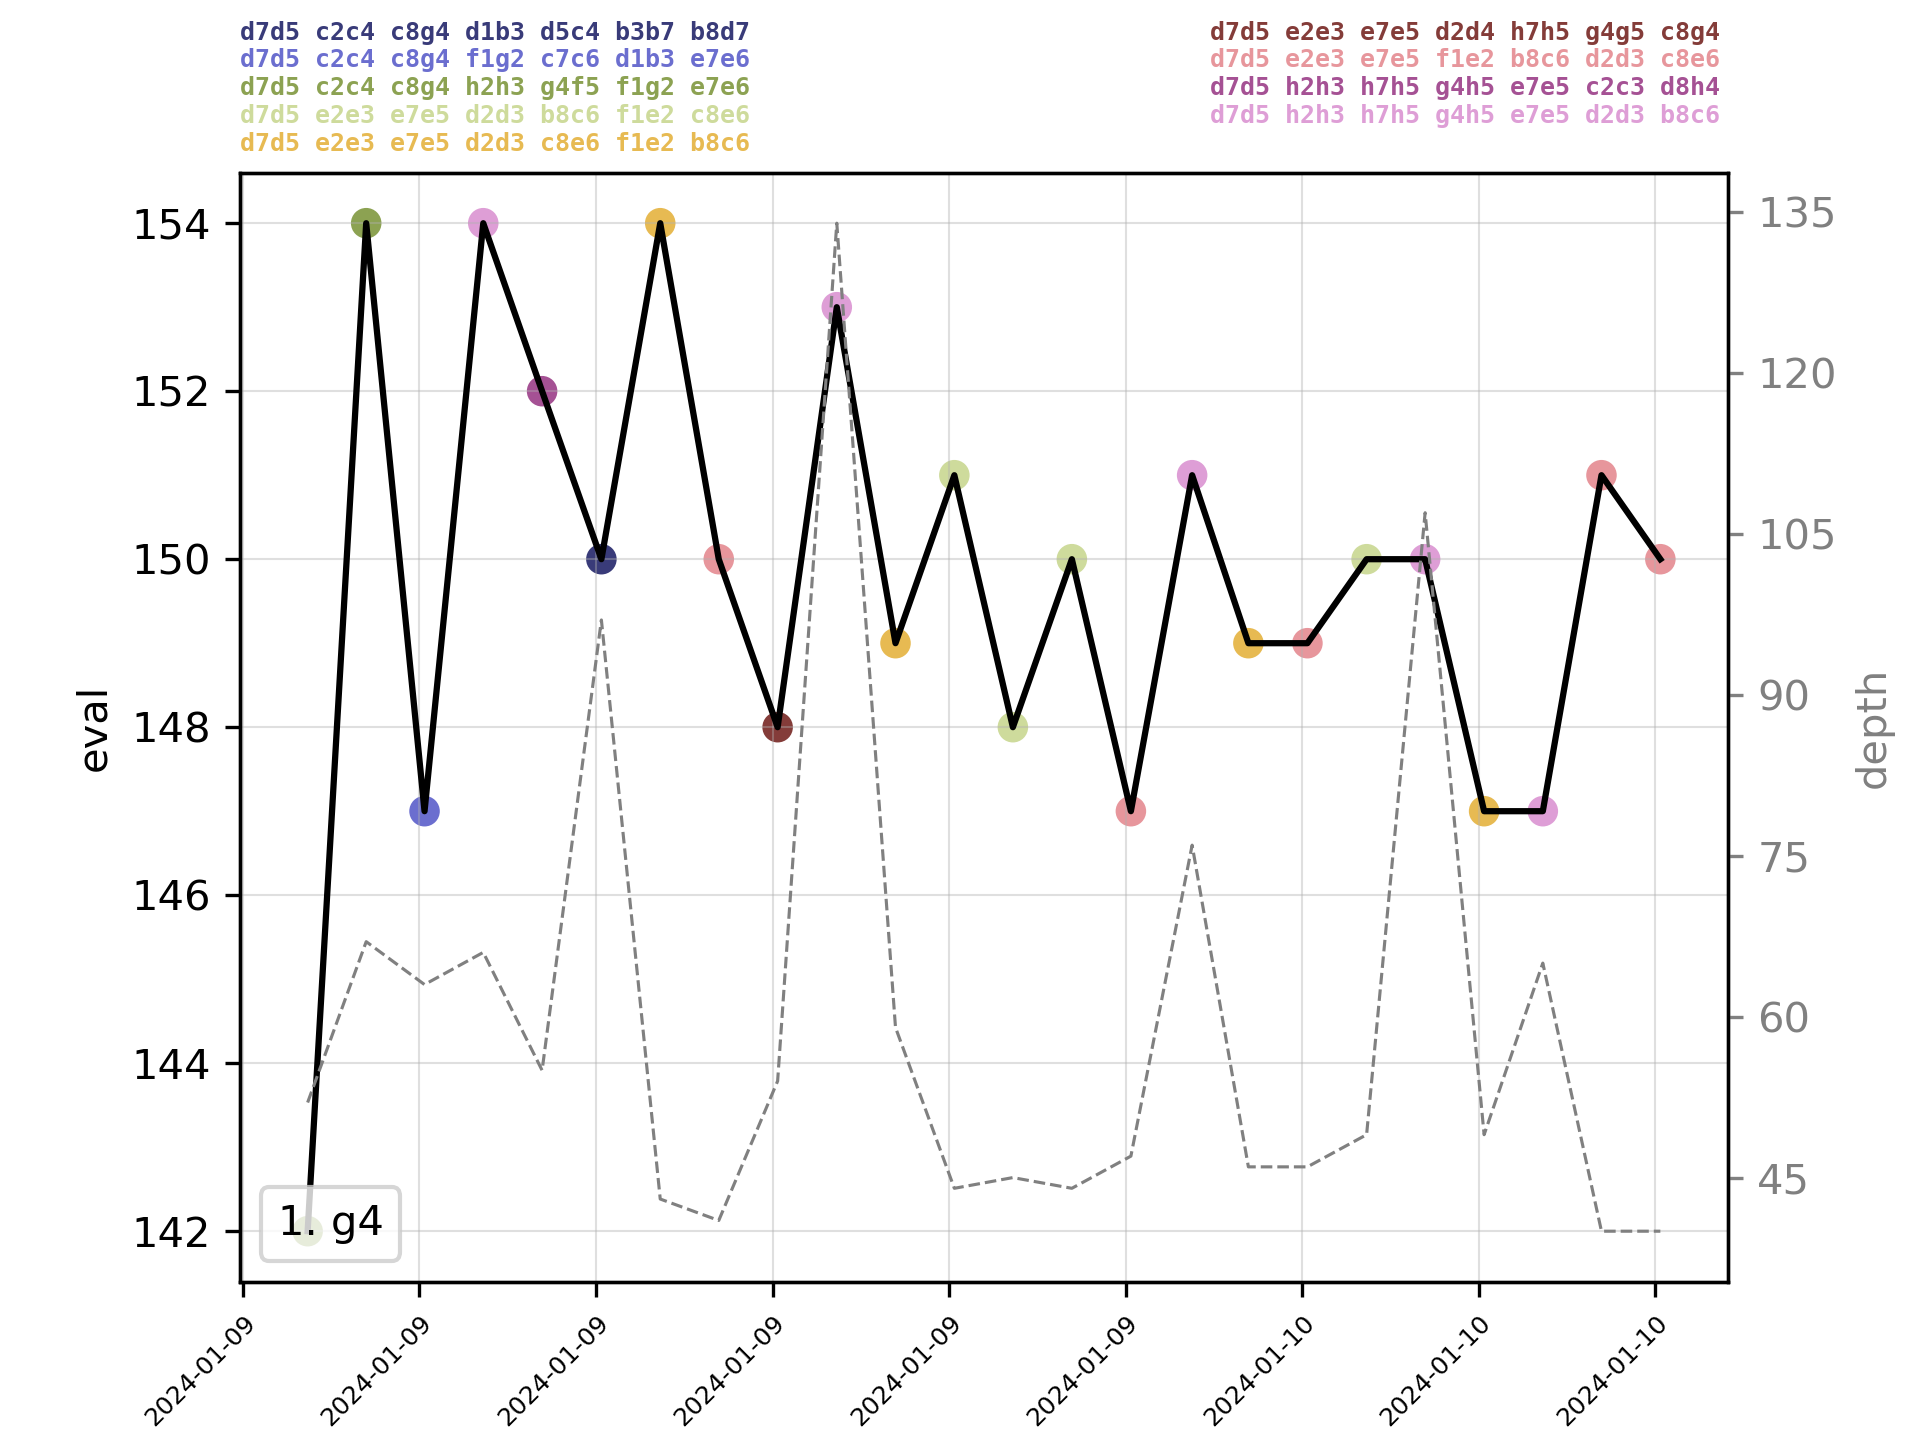 d7d5 c2c4 c8g4 d1b3 d5c4 b3b7 b8d7
d7d5 c2c4 c8g4 f1g2 c7c6 d1b3 e7e6
d7d5 c2c4 c8g4 h2h3 g4f5 f1g2 e7e6
d7d5 e2e3 e7e5 d2d3 b8c6 f1e2 c8e6
d7d5 e2e3 e7e5 d2d3 c8e6 f1e2 b8c6
d7d5 e2e3 e7e5 d2d4 h7h5 g4g5 c8g4
d7d5 e2e3 e7e5 f1e2 b8c6 d2d3 c8e6
d7d5 h2h3 h7h5 g4h5 e7e5 c2c3 d8h4
d7d5 h2h3 h7h5 g4h5 e7e5 d2d3 b8c6
154
152
150
148
146
144
142
eval
135
120
105
90
75
60
45
depth
1. g4
2024-01-09
2024-01-09
2024-01-09
2024-01-09
2024-01-09
2024-01-09
2024-01-10
2024-01-10
2024-01-10